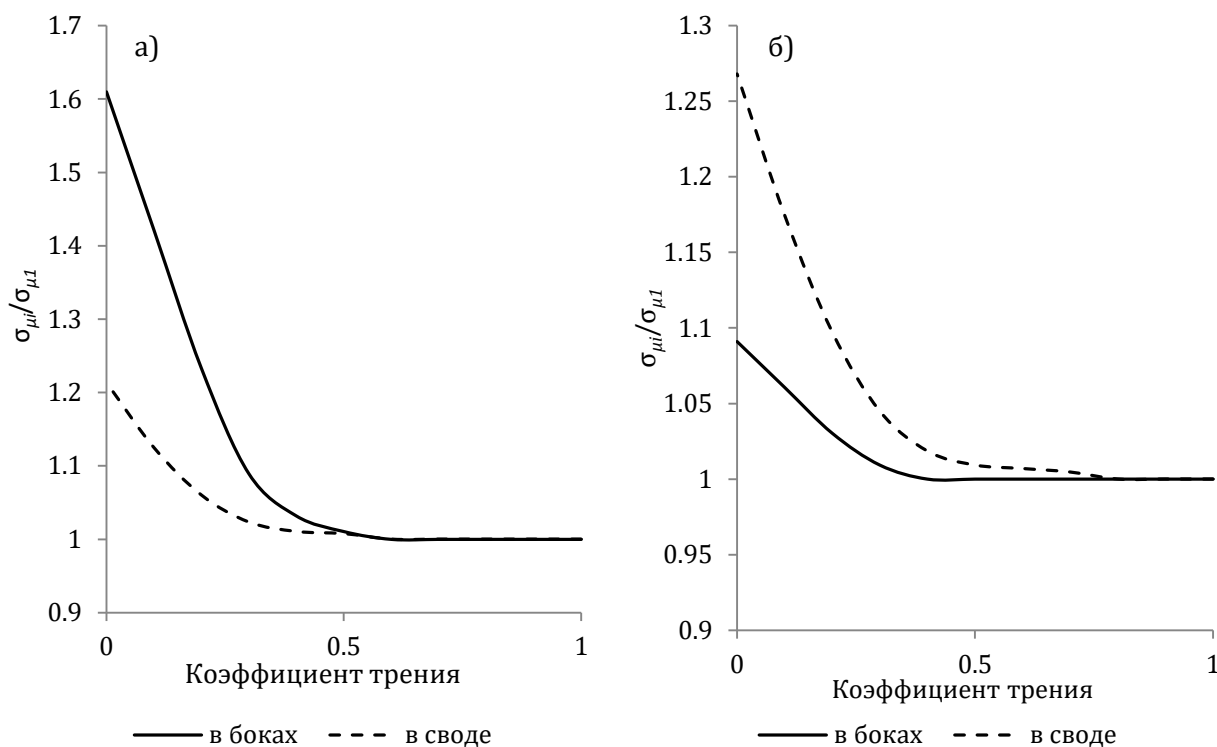 а)
1.7
1.6
1.5
1.4
1.3
1.2
1.1
1
0.9
σμi/σμ1
0
0.5
1
Коэффициент трения
в боках
в своде
б)
1.3
1.25
1.2
1.15
1.1
1.05
1
0.95
0.9
σμi/σμ1
0
0.5
1
Коэффициент трения
в боках
в своде